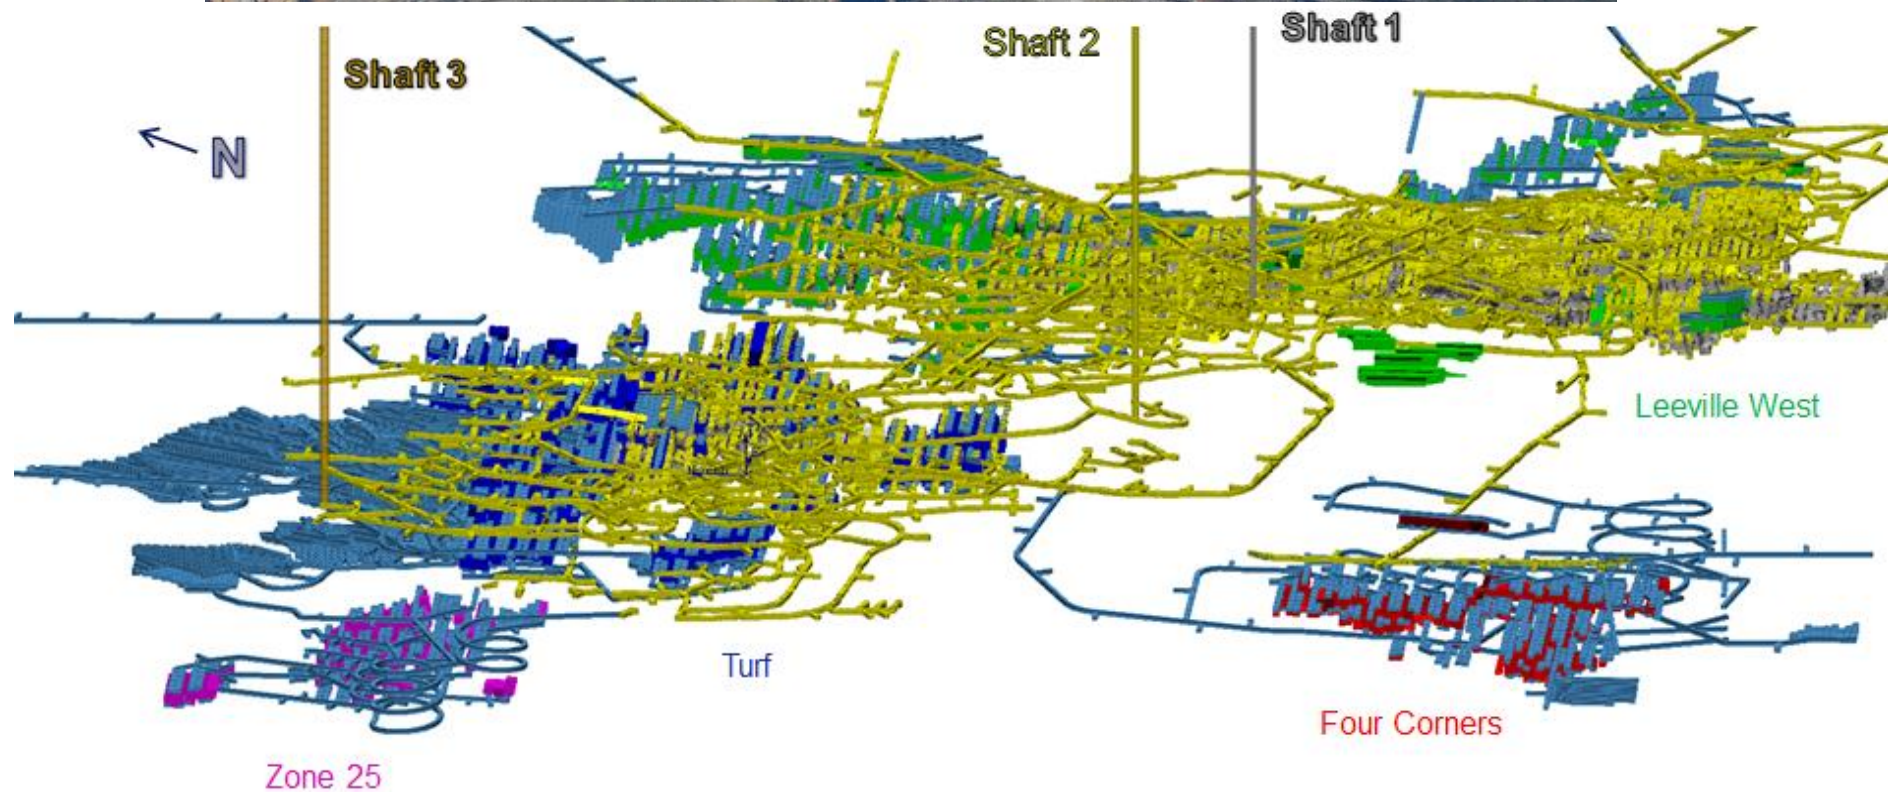 Shaft 3
Shaft 2
Shaft 1
N
Leeville West
Turf
Four Corners
Zone 25